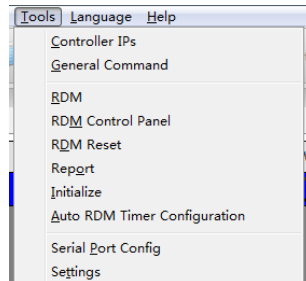 Tools Language Help
Controller IPs
General Command
RDM
RDM Control Panel
RDM Reset
Report
Initialize
Auto RDM Timer Configuration
Serial Port Config
Settings